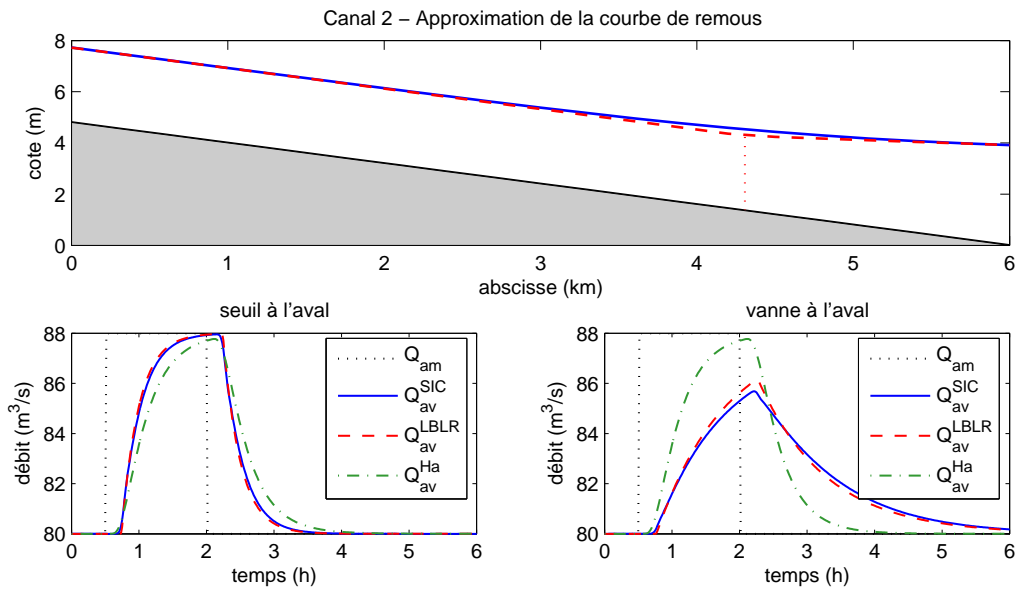 Canal 2 – Approximation de la courbe de remous
8
6
4
2
0
cote (m)
0 1 2 3 4 5 6
abscisse (km)
seuil à l'aval
88
86
84
82
80
débit (m³/s)
0 1 2 3 4 5 6
temps (h)
Q_am
Q_av^SIC
Q_av^LBLR
Q_av^Ha
vanne à l'aval
88
86
84
82
80
débit (m³/s)
0 1 2 3 4 5 6
temps (h)
Q_am
Q_av^SIC
Q_av^LBLR
Q_av^Ha